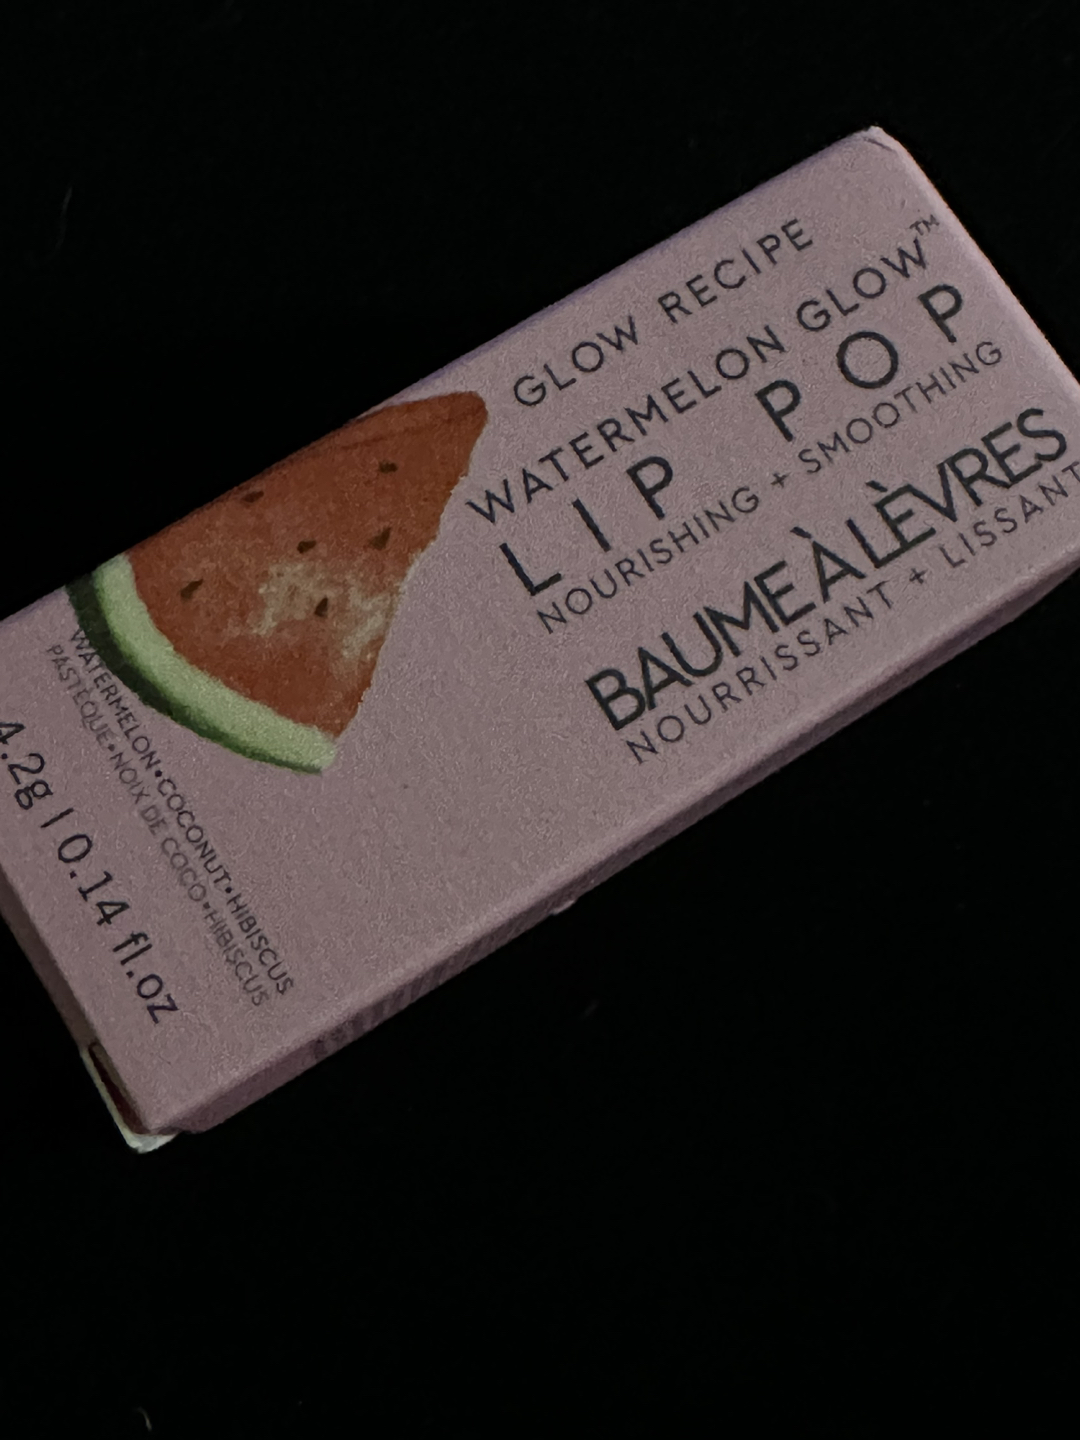 GLOW RECIPE
WATERMELON GLOW™
LIP POP
NOURISHING + SMOOTHING
BAUME À LÈVRES
NOURRISSANT + LISSANT
WATERMELON•COCONUT•HIBISCUS
PASTÈQUE•NOIX DE COCO•HIBISCUS
4.2g | 0.14 fl.oz